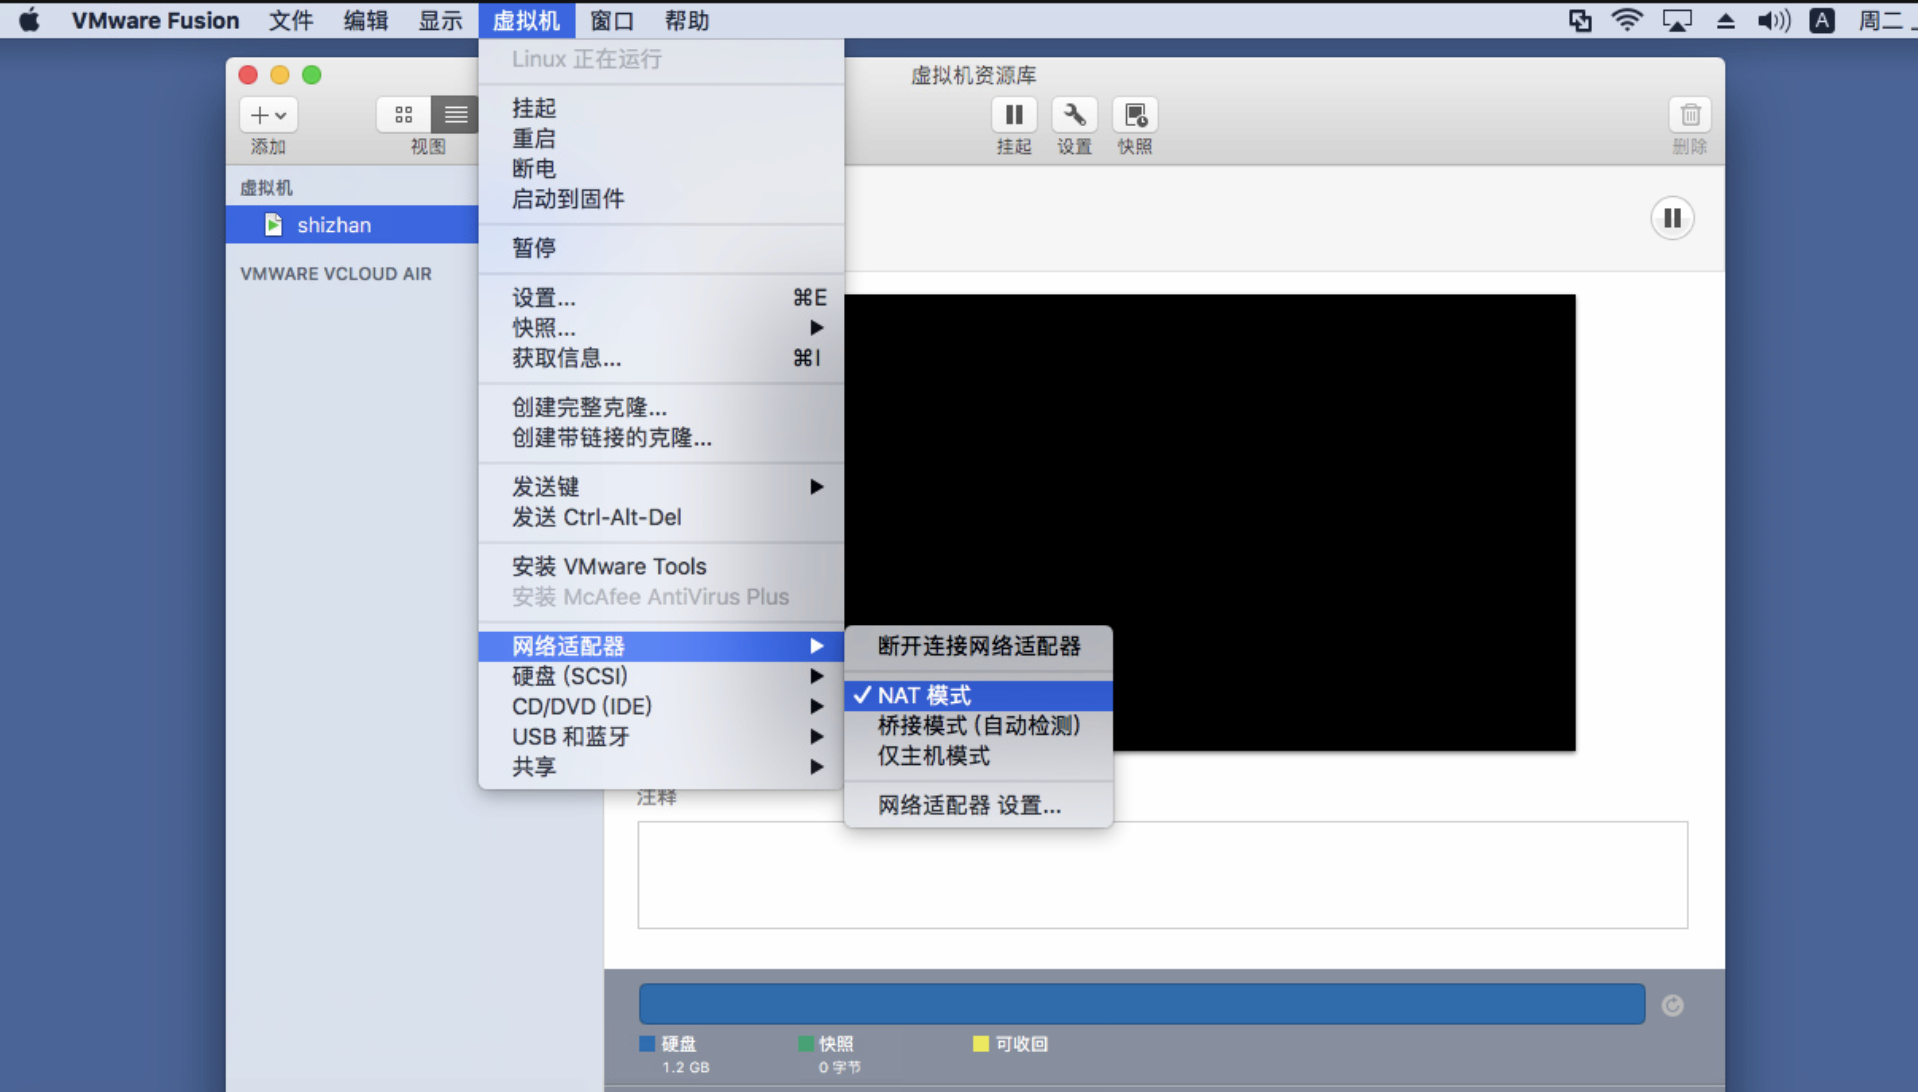 VMware Fusion 文件 编辑 显示 虚拟机 窗口 帮助 A 周二
Linux 正在运行
挂起
重启
断电
启动到固件
暂停
设置... ⌘E
快照...
获取信息... ⌘I
创建完整克隆...
创建带链接的克隆...
发送键
发送 Ctrl-Alt-Del
安装 VMware Tools
安装 McAfee AntiVirus Plus
网络适配器
硬盘 (SCSI)
CD/DVD (IDE)
USB 和蓝牙
共享
断开连接网络适配器
✓ NAT 模式
桥接模式 (自动检测)
仅主机模式
网络适配器 设置...
虚拟机资源库
添加 视图 挂起 设置 快照 删除
虚拟机
shizhan
VMWARE VCLOUD AIR
注释
硬盘 快照 可收回
1.2 GB 0 字节